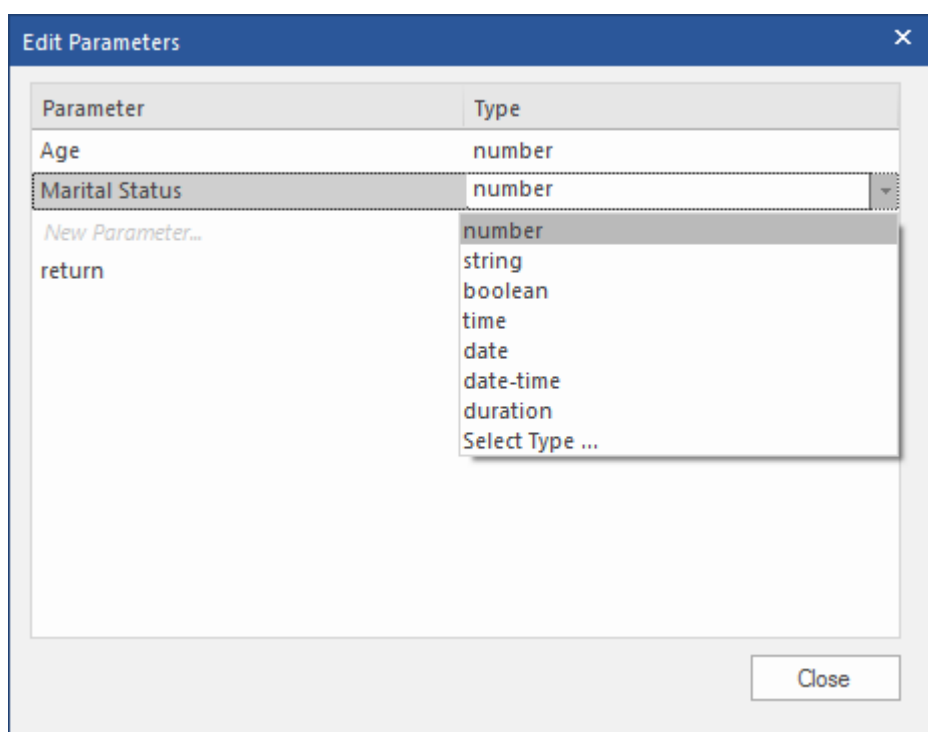 Edit Parameters ×
Parameter Type
Age number
Marital Status number
New Parameter...
number
return
string
boolean
time
date
date-time
duration
Select Type ...
Close